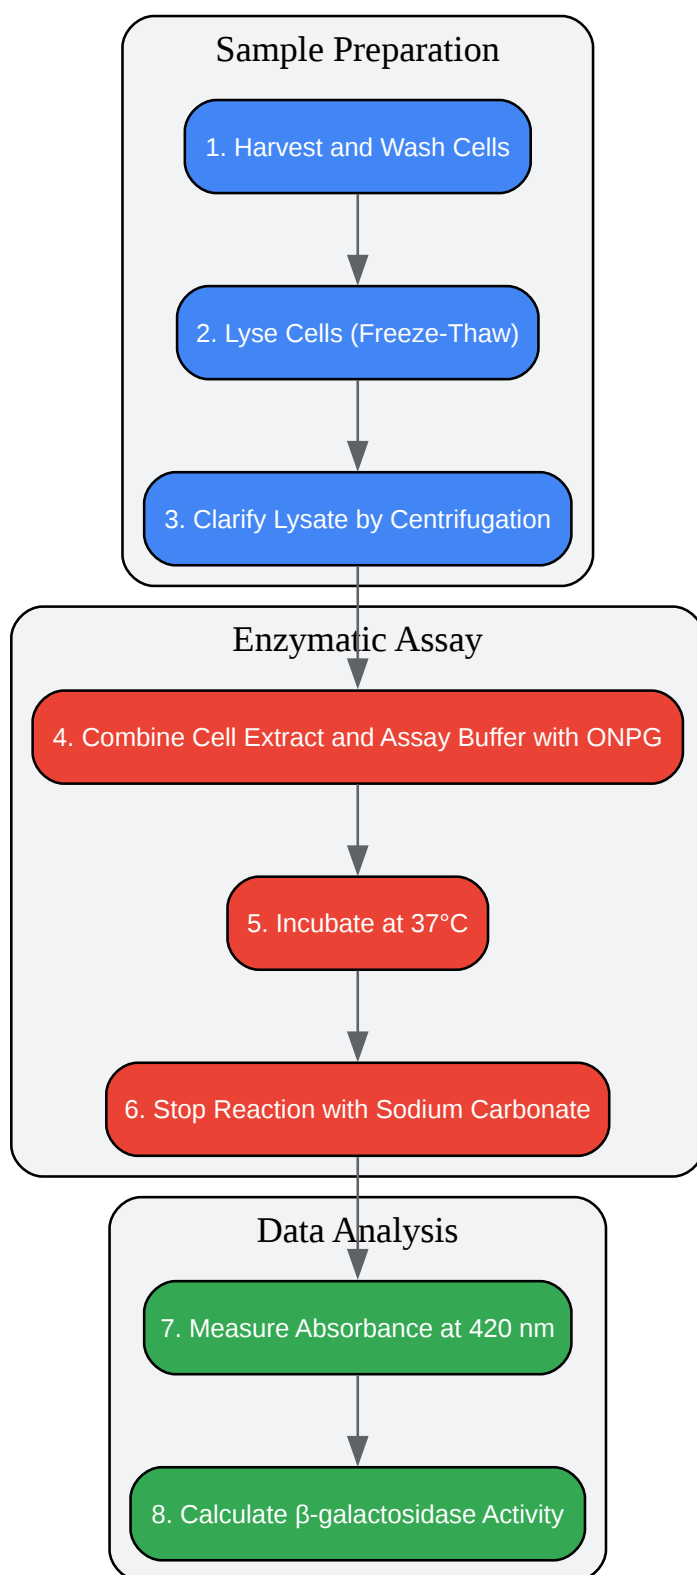 Sample Preparation
1. Harvest and Wash Cells
2. Lyse Cells (Freeze-Thaw)
3. Clarify Lysate by Centrifugation
Enzymatic Assay
4. Combine Cell Extract and Assay Buffer with ONPG
5. Incubate at 37°C
6. Stop Reaction with Sodium Carbonate
Data Analysis
7. Measure Absorbance at 420 nm
8. Calculate β-galactosidase Activity